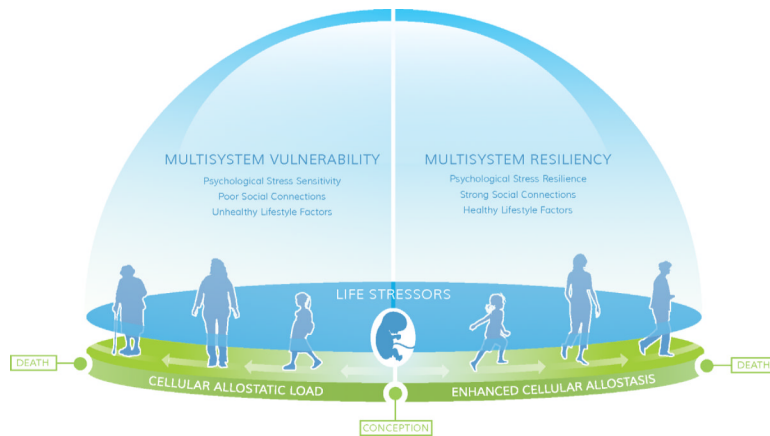 MULTISYSTEM VULNERABILITY
Psychological Stress Sensitivity
Poor Social Connections
Unhealthy Lifestyle Factors
MULTISYSTEM RESILIENCY
Psychological Stress Resilience
Strong Social Connections
Healthy Lifestyle Factors
LIFE STRESSORS
DEATH
DEATH
CELLULAR ALLOSTATIC LOAD
ENHANCED CELLULAR ALLOSTASIS
CONCEPTION